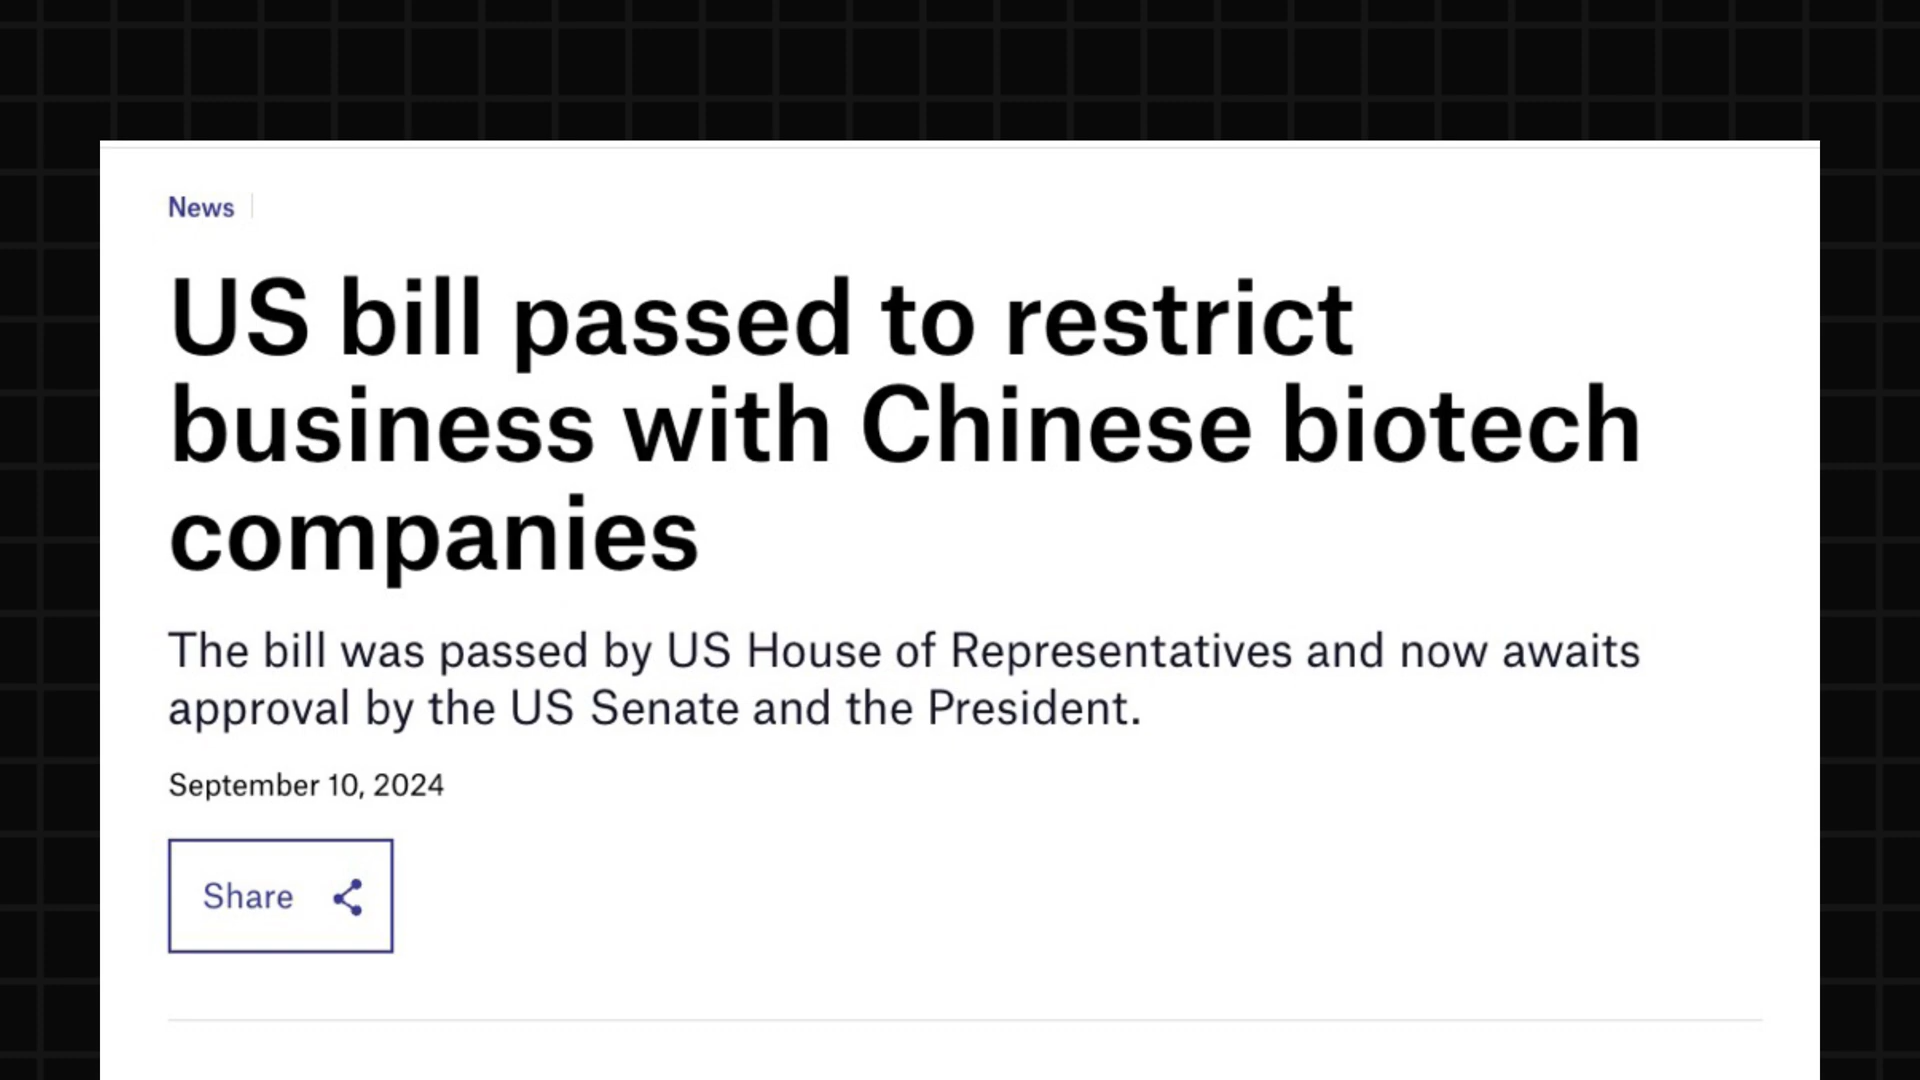 News
US bill passed to restrict
business with Chinese biotech
companies
The bill was passed by US House of Representatives and now awaits
approval by the US Senate and the President.
September 10, 2024
Share